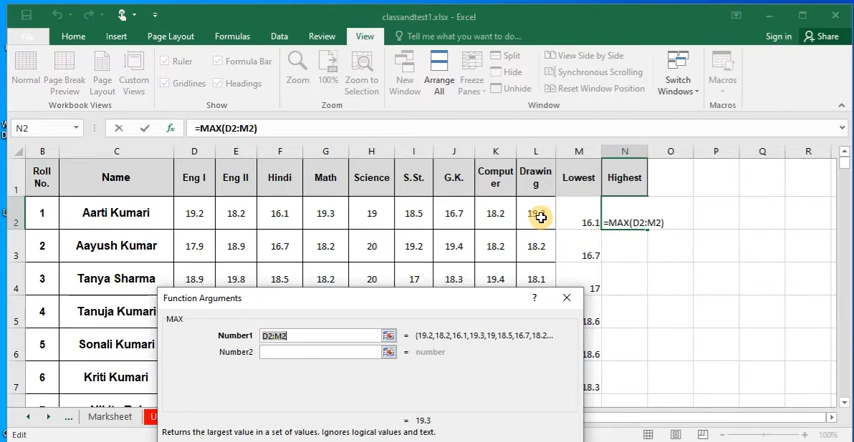 classandtest1.xlsx - Excel
File Home Insert Page Layout Formulas Data Review View Tell me what you want to do... Sign in Share
Normal Page Break Preview Page Layout Custom Views
Ruler Formula Bar
Gridlines Headings
Zoom 100% Zoom to Selection
New Window Arrange All Freeze Panes
Split
Hide
Unhide
View Side by Side
Synchronous Scrolling
Reset Window Position
Switch Windows Macros
Workbook Views Show Zoom Window Macros
N2 fx =MAX(D2:M2)
B C D E F G H I J K L M N O P Q R
1 Roll No. Name Eng I Eng II Hindi Math Science S.St. G.K. Computer Drawing Lowest Highest
2 1 Aarti Kumari 19.2 18.2 16.1 19.3 19 18.5 16.7 18.2 16.1 =MAX(D2:M2)
3 2 Aayush Kumar 17.9 18.9 16.7 18.2 20 19.2 19.4 18.2 18.2 16.7
4 3 Tanya Sharma 18.9 19.8 18.5 18.2 20 17 18.3 19.4 18.1 17
5 4 Tanuja Kumari 18.6
6 5 Sonali Kumari 18.6
7 6 Kriti Kumari 18.3
Function Arguments ?
MAX
Number1 D2:M2 = {19.2,18.2,16.1,19.3,19,18.5,16.7,18.2...
Number2 = number
= 19.3
Returns the largest value in a set of values. Ignores logical values and text.
... Marksheet
Edit 100%